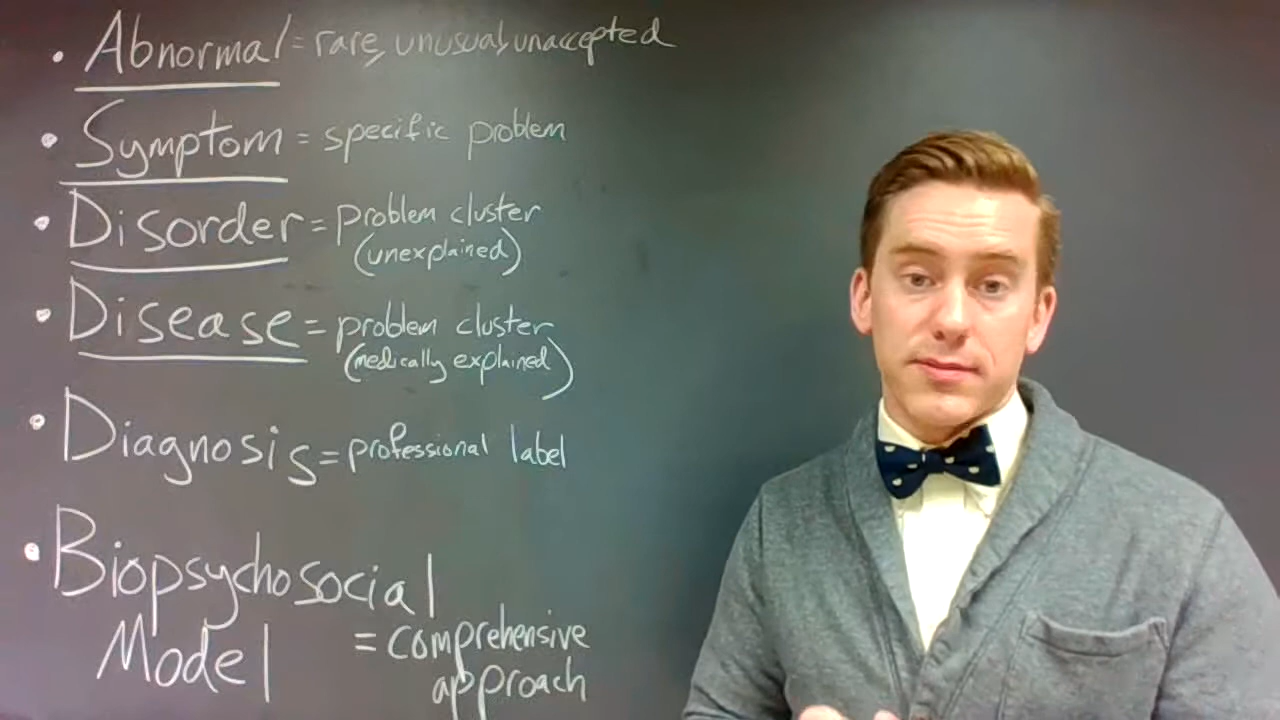 • Abnormal = rare, unusual, unaccepted
• Symptom = specific problem
• Disorder = problem cluster
(unexplained)
• Disease = problem cluster
(medically explained)
• Diagnosis = professional label
• Biopsychosocial
Model = comprehensive
approach